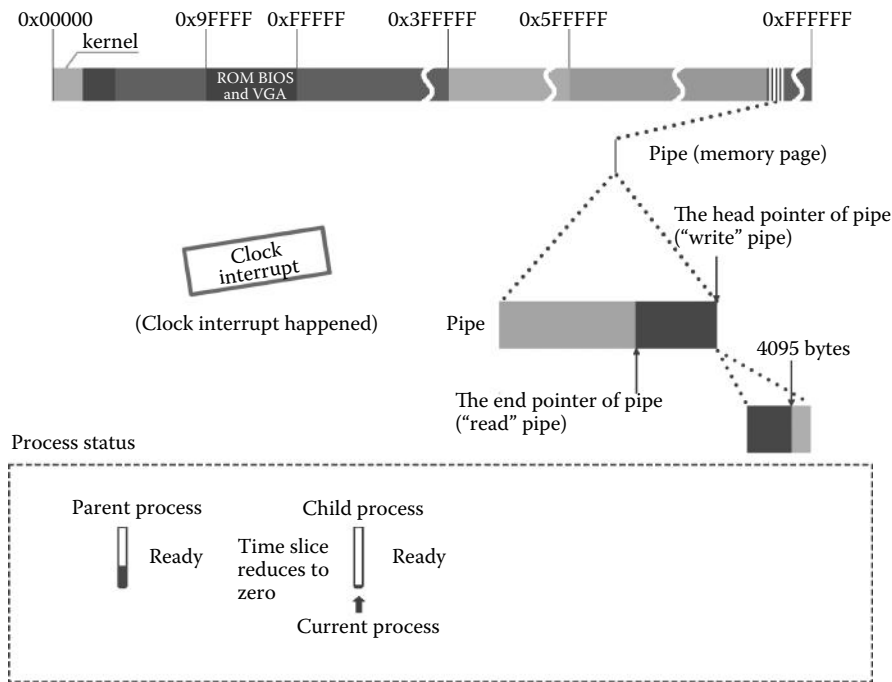 0x00000 0x9FFFF 0xFFFFF 0x3FFFFF 0x5FFFFF 0xFFFFFF
kernel
ROM BIOS
and VGA
Pipe (memory page)
The head pointer of pipe
(“write” pipe)
Clock
interrupt
(Clock interrupt happened)
Pipe
4095 bytes
The end pointer of pipe
(“read” pipe)
Process status
Parent process
Ready
Child process
Time slice
reduces to
zero
Ready
Current process